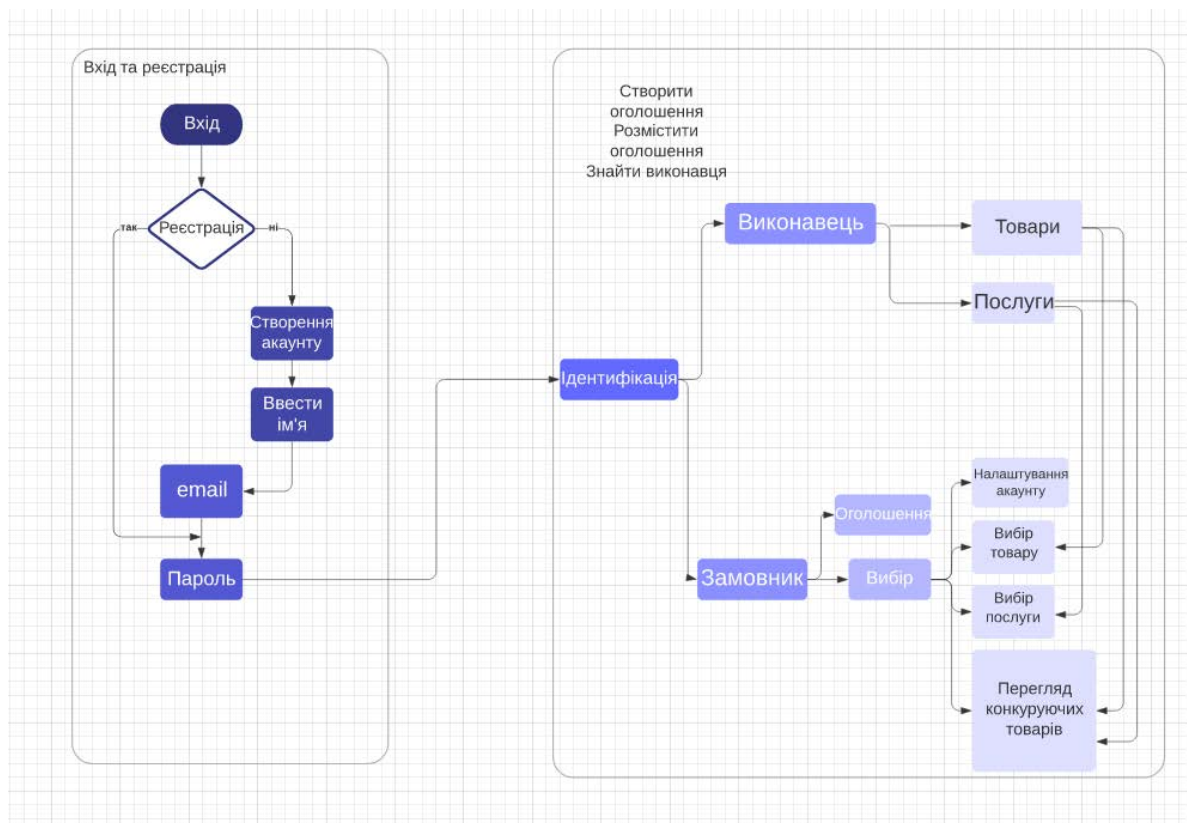 Вхід та реєстрація
Вхід
Реєстрація
так
ні
Створення
акаунту
Ввести
ім'я
email
Пароль
Створити
оголошення
Розмістити
оголошення
Знайти виконавця
Ідентифікація
Виконавець
Товари
Послуги
Замовник
Оголошення
Вибір
Налаштування
акаунту
Вибір
товару
Вибір
послуги
Перегляд
конкуруючих
товарів